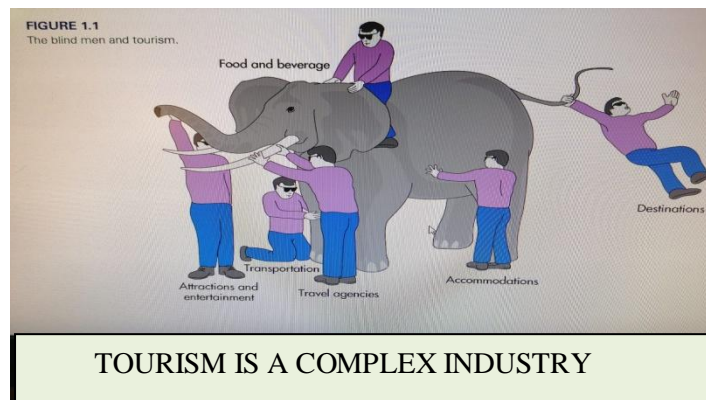 FIGURE 1.1
The blind men and tourism.
Food and beverage
Destinations
Transportation
Accommodations
Attractions and
entertainment
Travel agencies
TOURISM IS A COMPLEX INDUSTRY